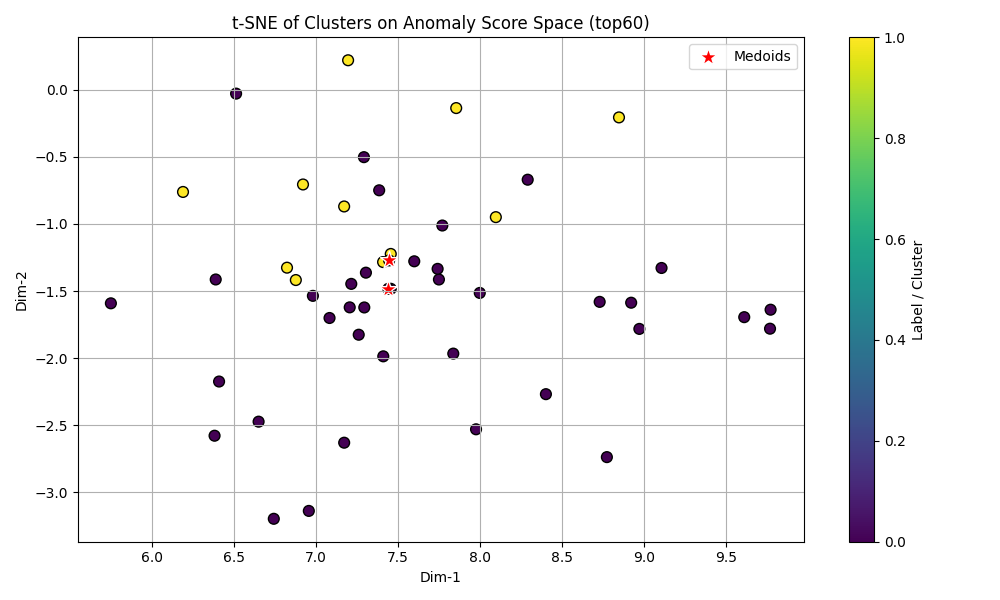 t-SNE of Clusters on Anomaly Score Space (top60)
Medoids
0.0
−0.5
−1.0
−1.5
−2.0
−2.5
−3.0
Dim-2
6.0 6.5 7.0 7.5 8.0 8.5 9.0 9.5
Dim-1
1.0
0.8
0.6
0.4
0.2
0.0
Label / Cluster